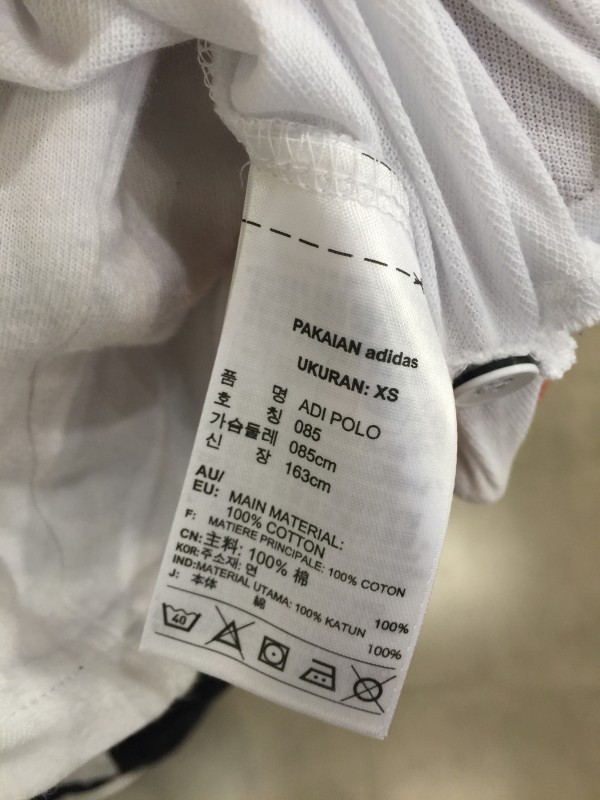 PAKAIAN adidas
UKURAN: XS
품 명 ADI POLO
호 칭 085
가슴둘레 085cm
신 장 163cm
AU/
EU: MAIN MATERIAL:
100% COTTON
F: MATIERE PRINCIPALE: 100% COTON
CN: 主料: 100% 棉
KOR: 주소재: 면 100%
IND: MATERIAL UTAMA: 100% KATUN
J: 本体 綿 100%
40